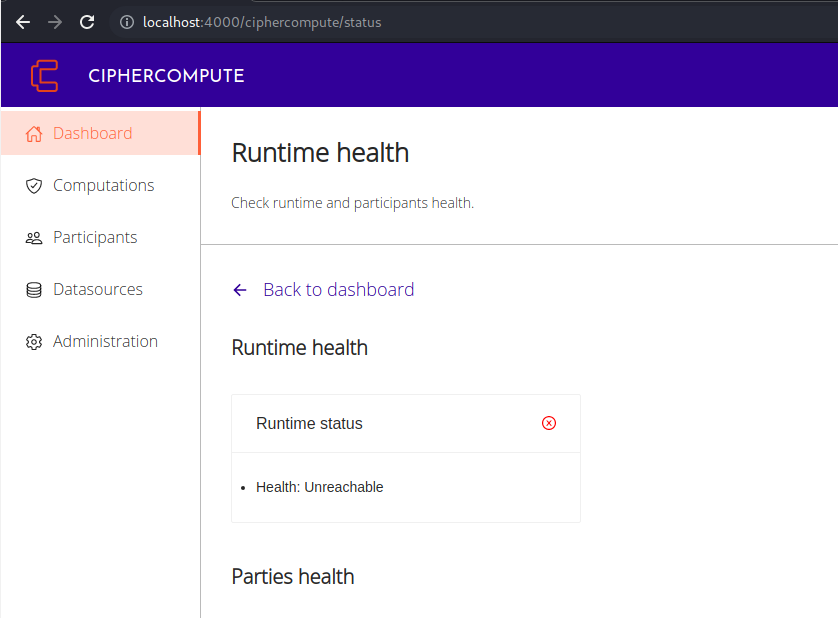 localhost:4000/ciphercompute/status
CIPHERCOMPUTE
Dashboard
Computations
Participants
Datasources
Administration
Runtime health
Check runtime and participants health.
Back to dashboard
Runtime health
Runtime status
• Health: Unreachable
Parties health